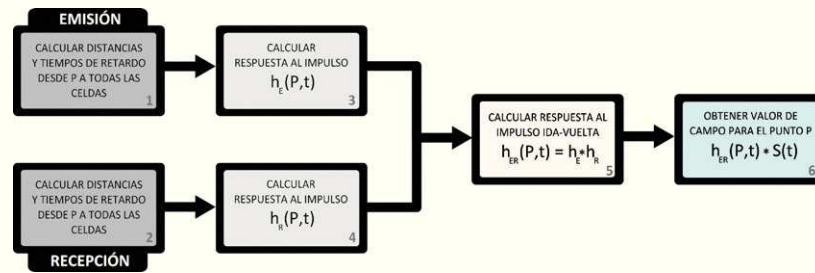 EMISIÓN
CALCULAR DISTANCIAS
Y TIEMPOS DE RETARDO
DESDE P A TODAS LAS
CELDAS
1
CALCULAR
RESPUESTA AL IMPULSO
h_E(P,t)
3
CALCULAR DISTANCIAS
Y TIEMPOS DE RETARDO
DESDE P A TODAS LAS
CELDAS
2
RECEPCIÓN
CALCULAR
RESPUESTA AL IMPULSO
h_R(P,t)
4
CALCULAR RESPUESTA AL
IMPULSO IDA-VUELTA
h_ER(P,t) = h_E*h_R
5
OBTENER VALOR DE
CAMPO PARA EL PUNTO P
h_ER(P,t) * S(t)
6